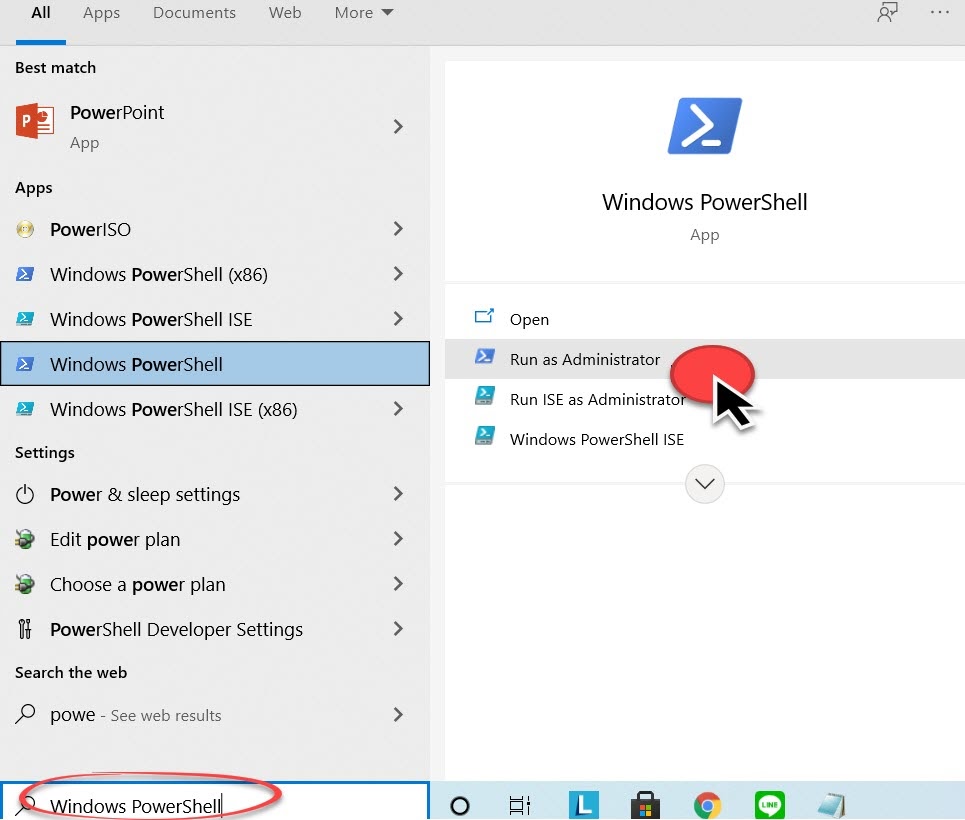 All Apps Documents Web More
Best match
PowerPoint
App
Apps
PowerISO
Windows PowerShell (x86)
Windows PowerShell ISE
Windows PowerShell
Windows PowerShell ISE (x86)
Settings
Power & sleep settings
Edit power plan
Choose a power plan
PowerShell Developer Settings
Search the web
powe - See web results
Windows PowerShell
Windows PowerShell
App
Open
Run as Administrator
Run ISE as Administrator
Windows PowerShell ISE
P
L
LINE